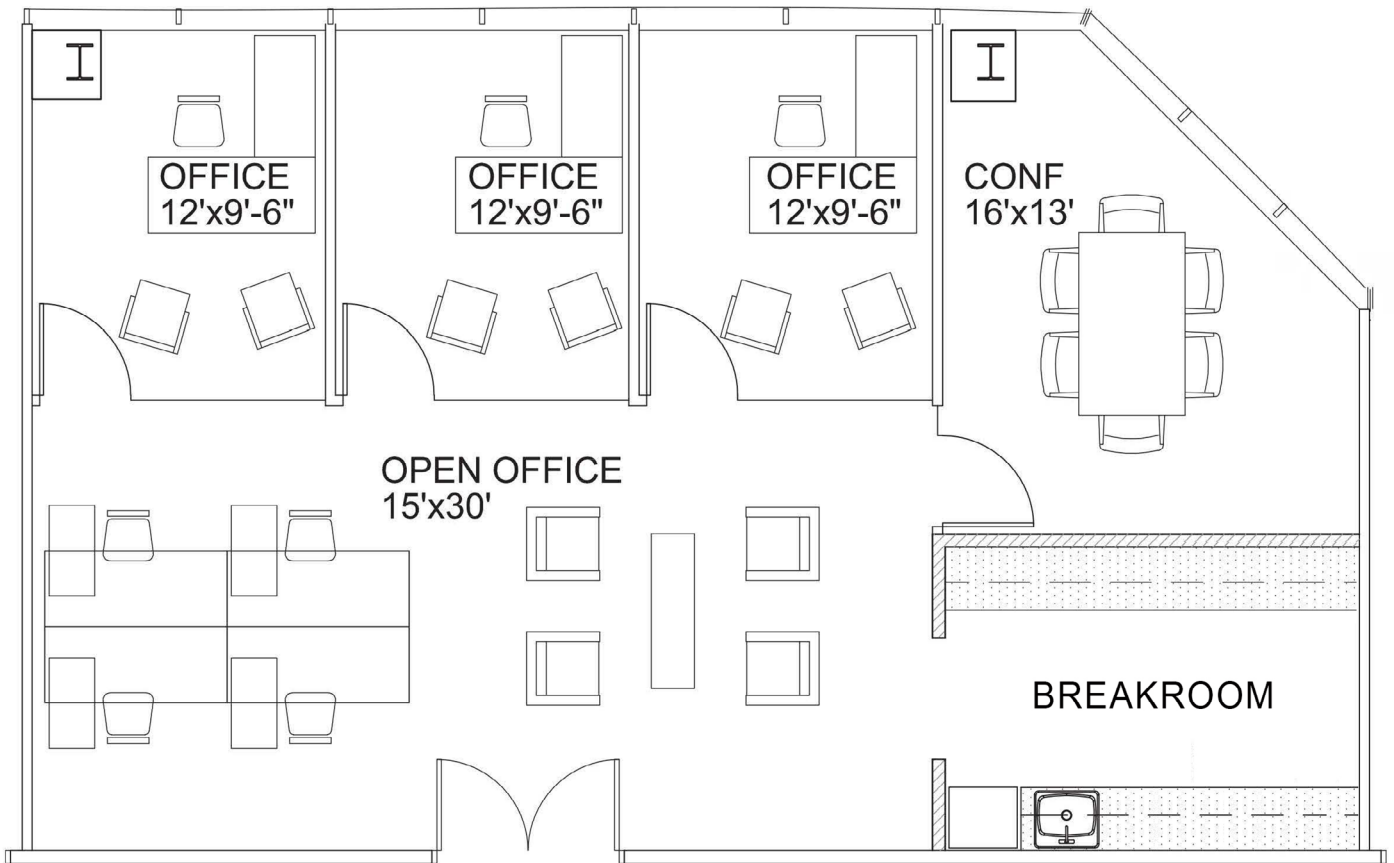 OFFICE
12'x9'-6"
OFFICE
12'x9'-6"
OFFICE
12'x9'-6"
CONF
16'x13'
OPEN OFFICE
15'x30'
BREAKROOM